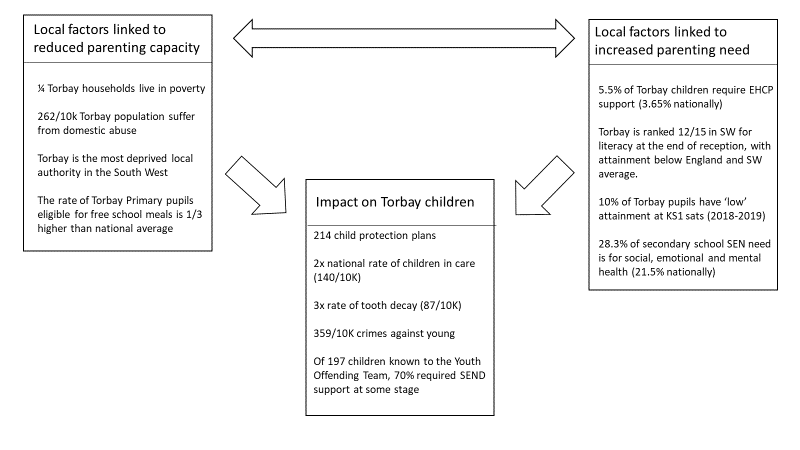 Local factors linked to
reduced parenting capacity
¼ Torbay households live in poverty
262/10k Torbay population suffer
from domestic abuse
Torbay is the most deprived local
authority in the South West
The rate of Torbay Primary pupils
eligible for free school meals is 1/3
higher than national average
Local factors linked to
increased parenting need
5.5% of Torbay children require EHCP
support (3.65% nationally)
Torbay is ranked 12/15 in SW for
literacy at the end of reception, with
attainment below England and SW
average.
10% of Torbay pupils have ‘low’
attainment at KS1 sats (2018-2019)
28.3% of secondary school SEN need
is for social, emotional and mental
health (21.5% nationally)
Impact on Torbay children
214 child protection plans
2x national rate of children in care
(140/10K)
3x rate of tooth decay (87/10K)
359/10K crimes against young
Of 197 children known to the Youth
Offending Team, 70% required SEND
support at some stage